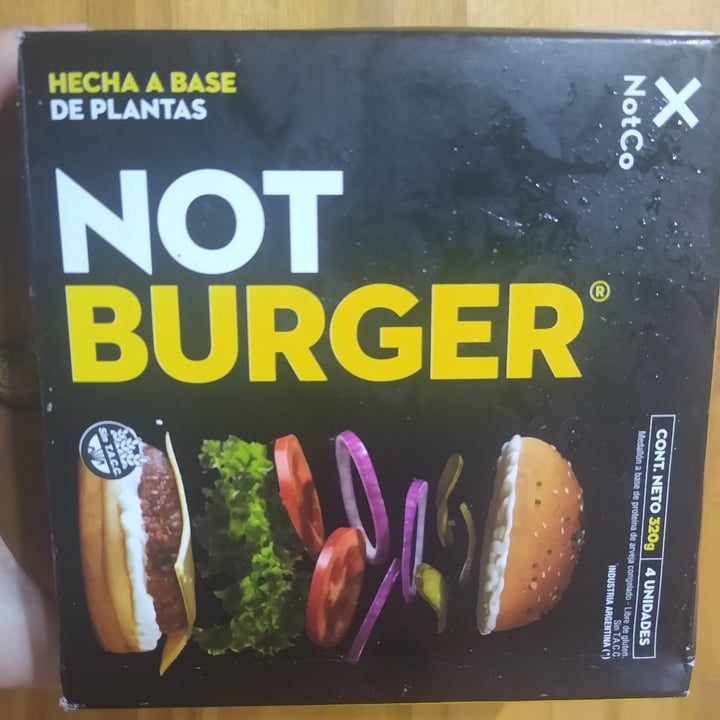 HECHA A BASE
DE PLANTAS
NotCo
NOT
BURGER®
Sin T.A.C.C.
CONT. NETO 320g 4 UNIDADES
Medallón a base de proteína de arveja congelado - Libre de gluten.
Sin T.A.C.C.
INDUSTRIA ARGENTINA (*)